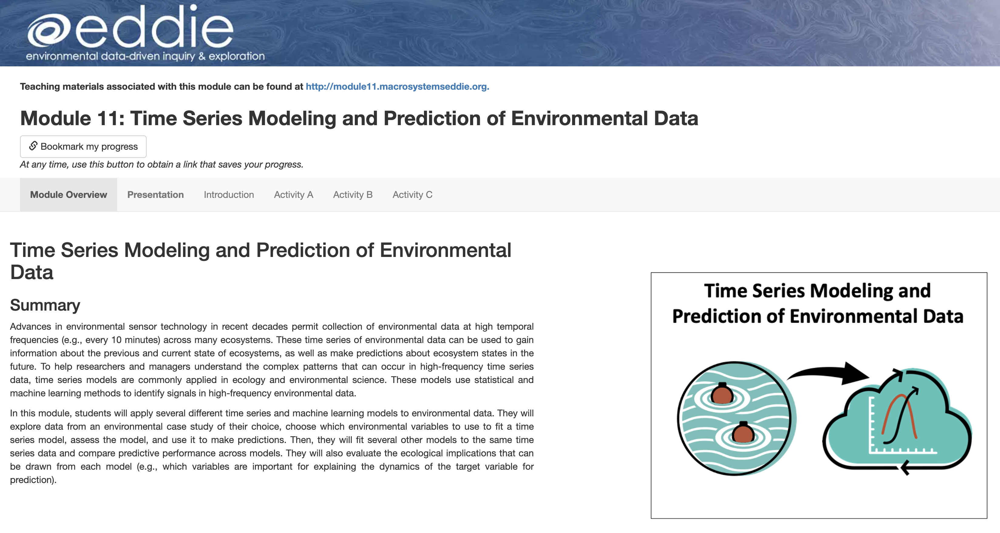 eddie
environmental data-driven inquiry & exploration
Teaching materials associated with this module can be found at http://module11.macrosystemseddie.org.
Module 11: Time Series Modeling and Prediction of Environmental Data
Bookmark my progress
At any time, use this button to obtain a link that saves your progress.
Module Overview Presentation Introduction Activity A Activity B Activity C
Time Series Modeling and Prediction of Environmental
Data
Summary
Advances in environmental sensor technology in recent decades permit collection of environmental data at high temporal
frequencies (e.g., every 10 minutes) across many ecosystems. These time series of environmental data can be used to gain
information about the previous and current state of ecosystems, as well as make predictions about ecosystem states in the
future. To help researchers and managers understand the complex patterns that can occur in high-frequency time series
data, time series models are commonly applied in ecology and environmental science. These models use statistical and
machine learning methods to identify signals in high-frequency environmental data.
In this module, students will apply several different time series and machine learning models to environmental data. They will
explore data from an environmental case study of their choice, choose which environmental variables to use to fit a time
series model, assess the model, and use it to make predictions. Then, they will fit several other models to the same time
series data and compare predictive performance across models. They will also evaluate the ecological implications that can
be drawn from each model (e.g., which variables are important for explaining the dynamics of the target variable for
prediction).
Time Series Modeling and
Prediction of Environmental Data